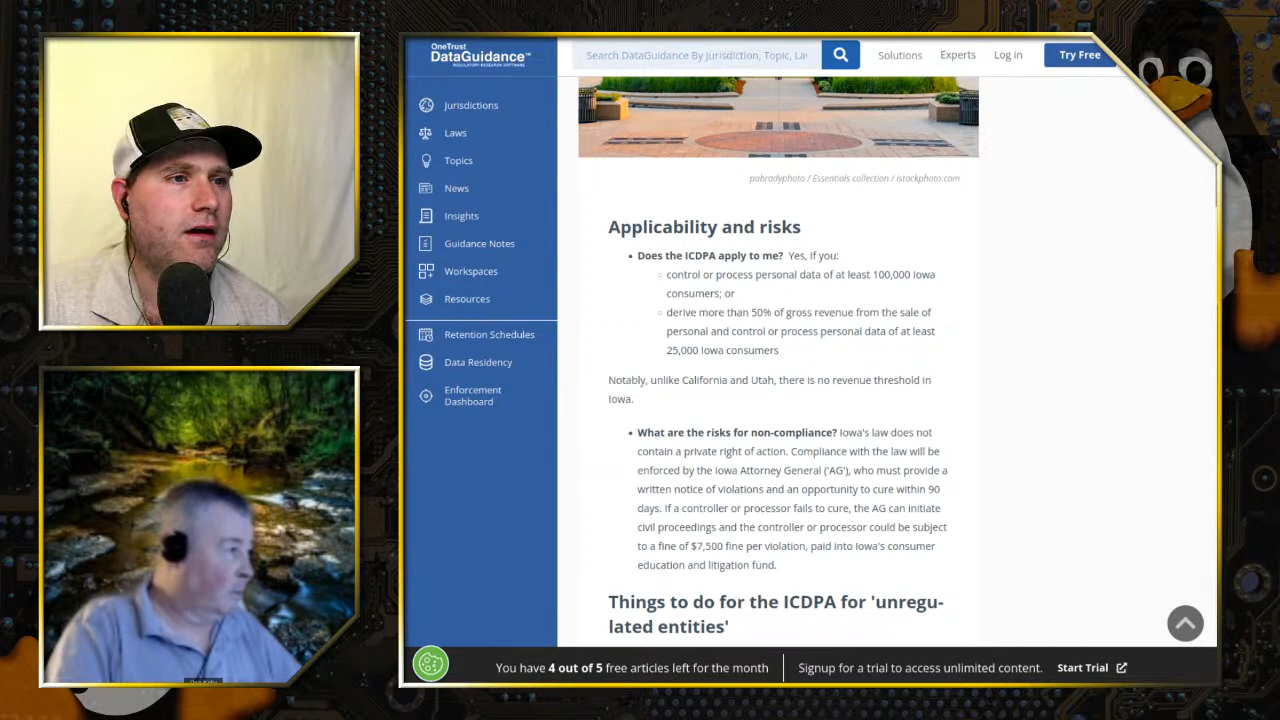 OneTrust
DataGuidance™
REGULATORY RESEARCH SOFTWARE
Search DataGuidance By Jurisdiction, Topic, La
Solutions
Experts
Log in
Try Free
Jurisdictions
Laws
Topics
News
Insights
Guidance Notes
Workspaces
Resources
Retention Schedules
Data Residency
Enforcement
Dashboard
pabradyphoto / Essentials collection / istockphoto.com
Applicability and risks
Does the ICDPA apply to me? Yes, if you:
control or process personal data of at least 100,000 Iowa
consumers; or
derive more than 50% of gross revenue from the sale of
personal and control or process personal data of at least
25,000 Iowa consumers
Notably, unlike California and Utah, there is no revenue threshold in
Iowa.
What are the risks for non-compliance? Iowa's law does not
contain a private right of action. Compliance with the law will be
enforced by the Iowa Attorney General ('AG'), who must provide a
written notice of violations and an opportunity to cure within 90
days. If a controller or processor fails to cure, the AG can initiate
civil proceedings and the controller or processor could be subject
to a fine of $7,500 fine per violation, paid into Iowa's consumer
education and litigation fund.
Things to do for the ICDPA for 'unregu-
lated entities'
You have 4 out of 5 free articles left for the month
Signup for a trial to access unlimited content.
Start Trial